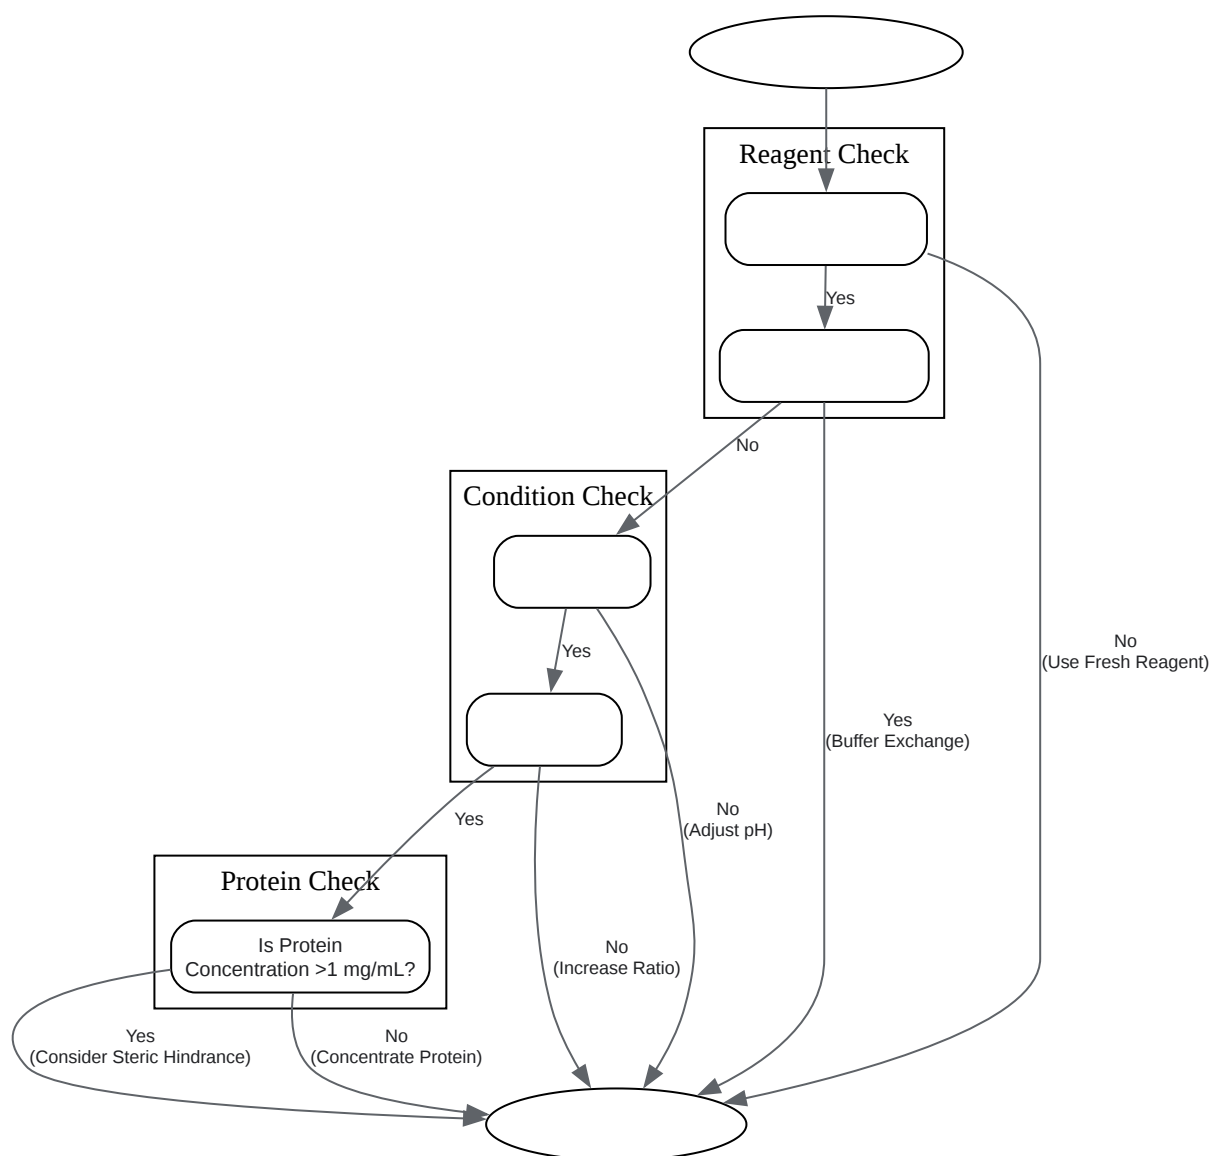 Reagent Check
Yes
No
Condition Check
Yes
No
(Use Fresh Reagent)
Yes
(Buffer Exchange)
No
(Adjust pH)
Yes
Protein Check
Is Protein
Concentration >1 mg/mL?
No
(Increase Ratio)
Yes
(Consider Steric Hindrance)
No
(Concentrate Protein)